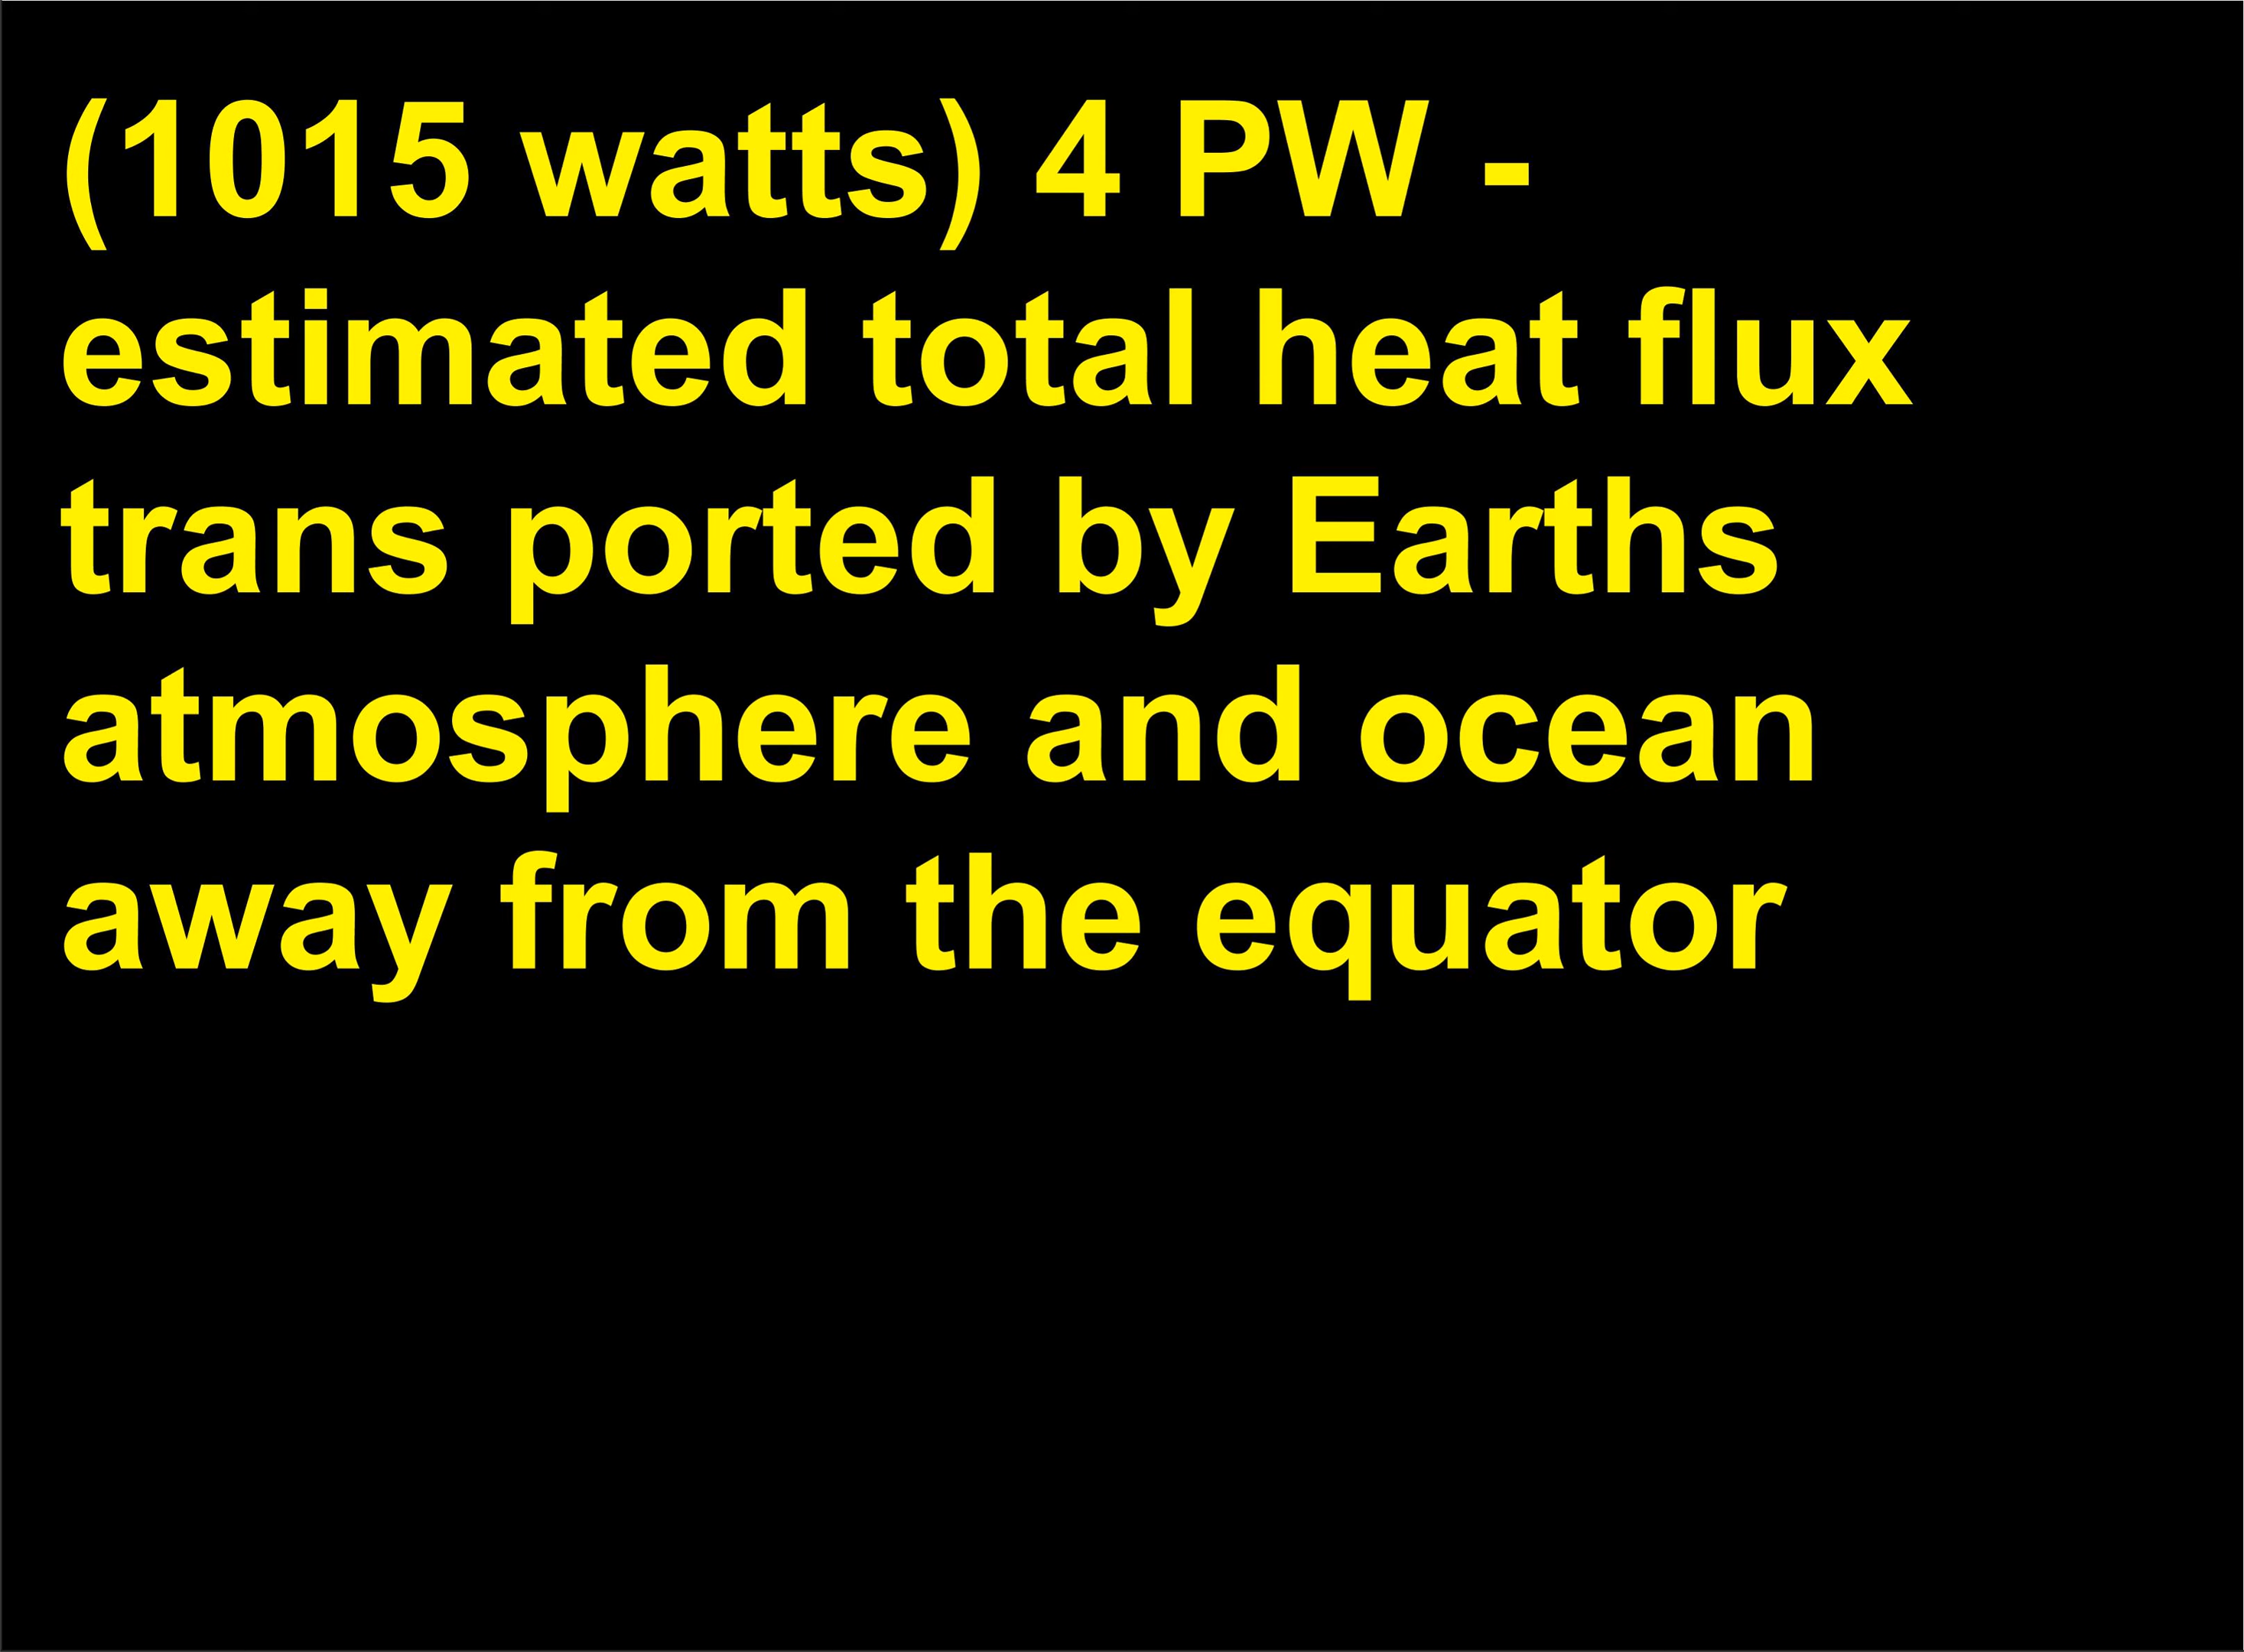 (1015 watts) 4 PW -
estimated total heat flux
trans ported by Earths
atmosphere and ocean
away from the equator